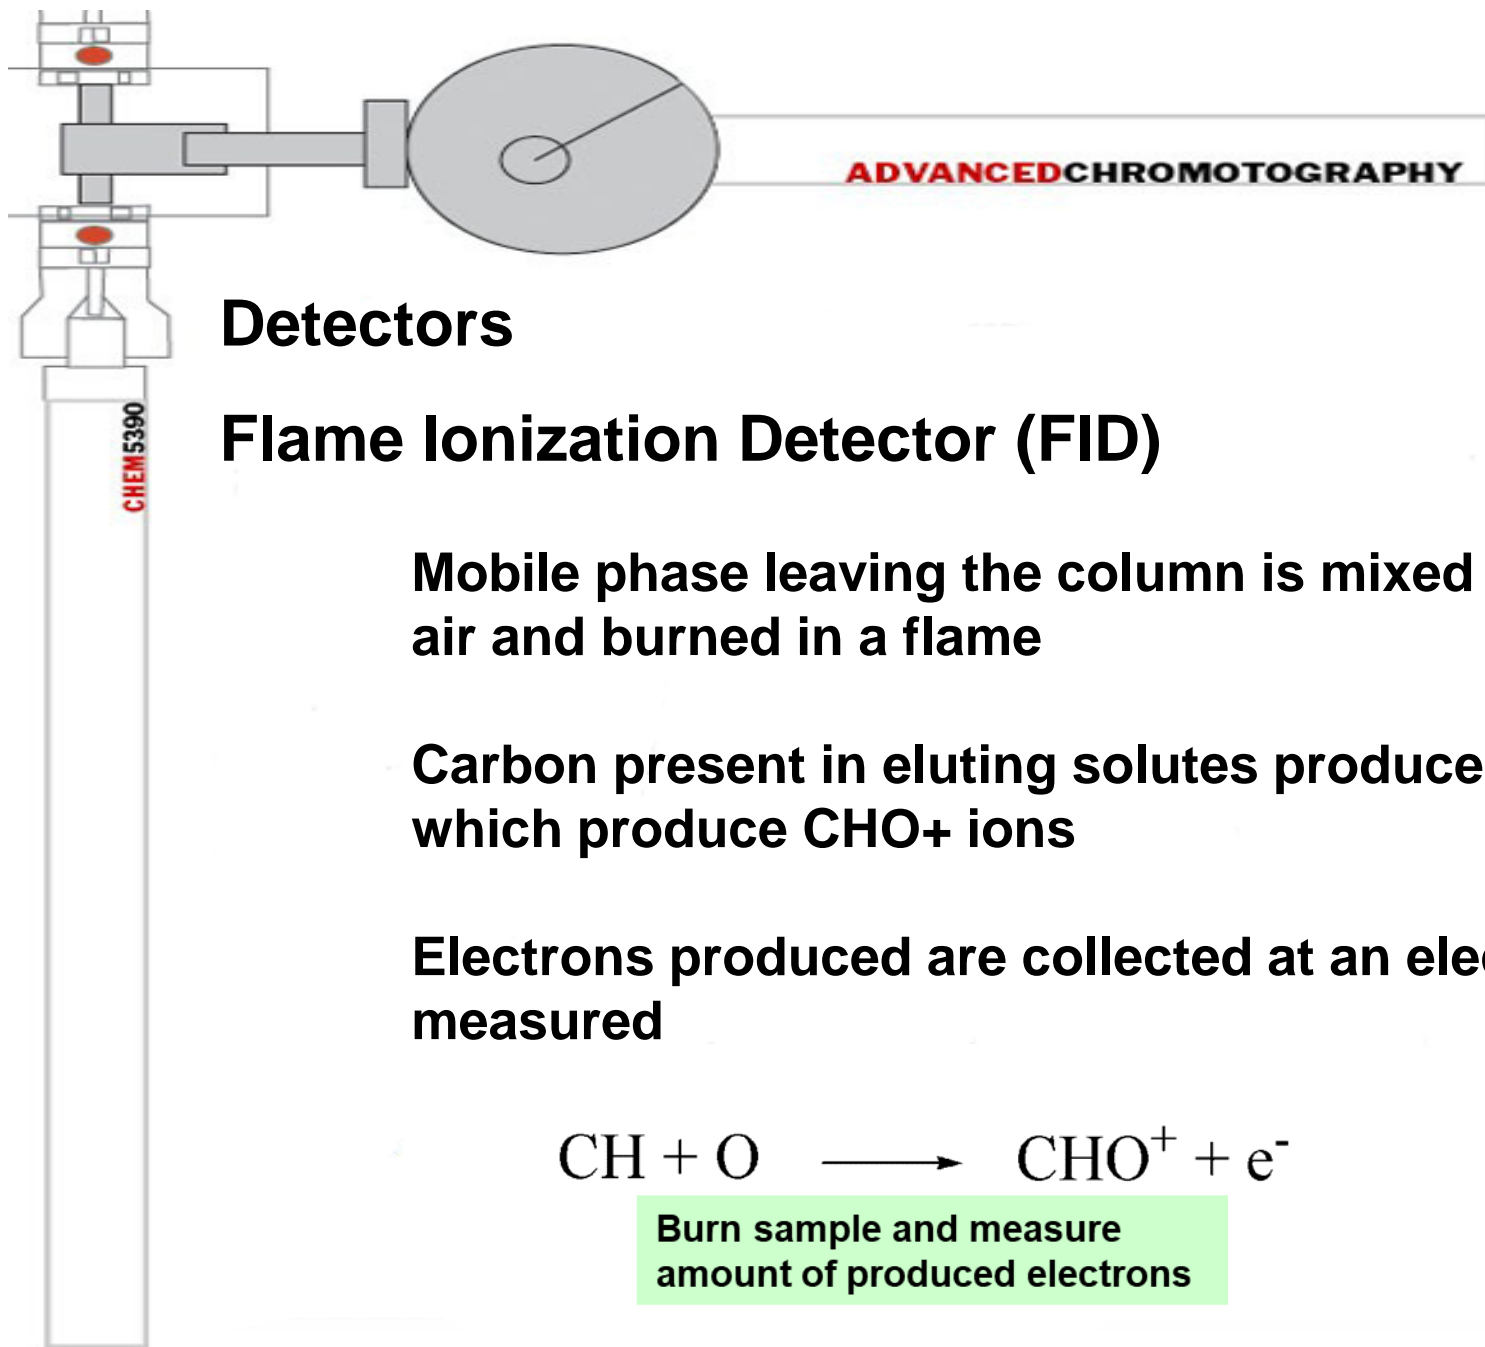 ADVANCEDCHROMOTOGRAPHY
Detectors
Flame Ionization Detector (FID)
CHEM5390
Mobile phase leaving the column is mixed
air and burned in a flame
Carbon present in eluting solutes produce
which produce CHO+ ions
Electrons produced are collected at an
measured
CH + O ⟶ CHO⁺ + e⁻
Burn sample and measure
amount of produced electrons